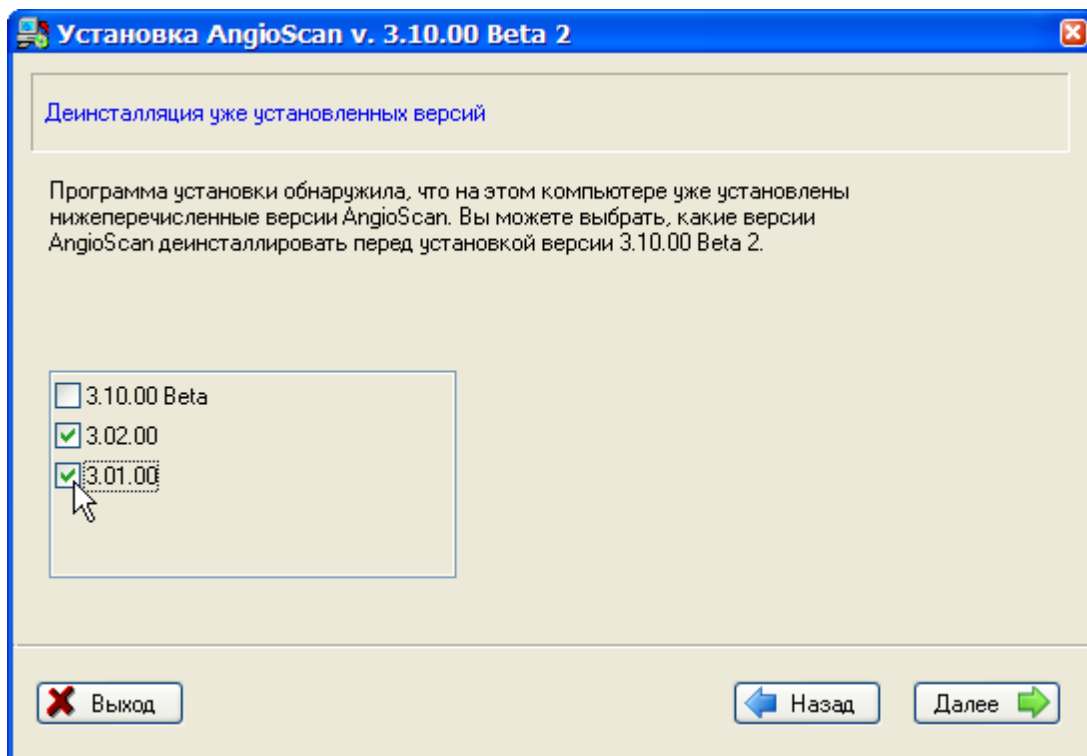 Установка AngioScan v. 3.10.00 Beta 2
Деинсталляция уже установленных версий
Программа установки обнаружила, что на этом компьютере уже установлены
нижеперечисленные версии AngioScan. Вы можете выбрать, какие версии
AngioScan деинсталлировать перед установкой версии 3.10.00 Beta 2.
3.10.00 Beta
3.02.00
3.01.00
Выход
Назад
Далее